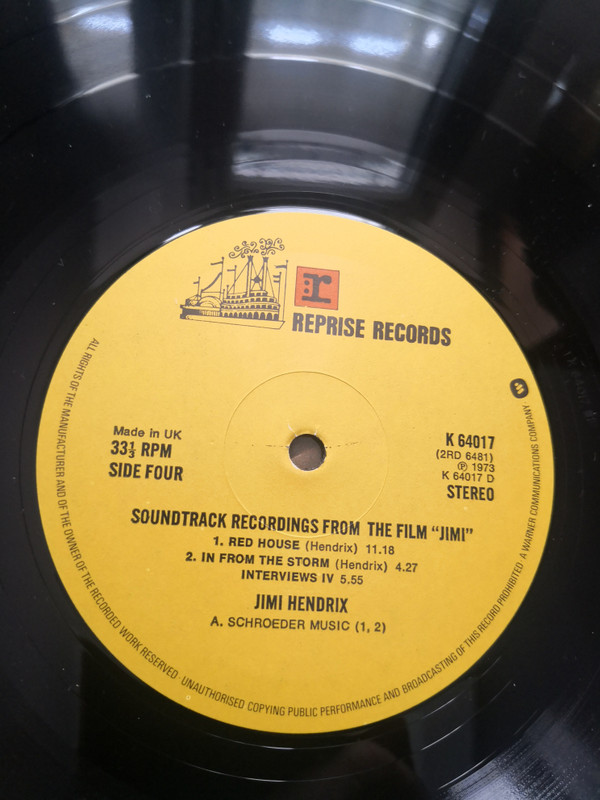 r:
REPRISE RECORDS
Made in UK
33⅓ RPM
SIDE FOUR
K 64017
(2RD 6481)
Ⓟ 1973
K 64017 D
STEREO
SOUNDTRACK RECORDINGS FROM THE FILM "JIMI"
1. RED HOUSE (Hendrix) 11.18
2. IN FROM THE STORM (Hendrix) 4.27
INTERVIEWS IV 5.55
JIMI HENDRIX
A. SCHROEDER MUSIC (1, 2)
ALL RIGHTS OF THE MANUFACTURER AND OF THE OWNER OF THE RECORDED WORK RESERVED · UNAUTHORISED COPYING PUBLIC PERFORMANCE AND BROADCASTING OF THIS RECORD PROHIBITED A WARNER COMMUNICATIONS COMPANY